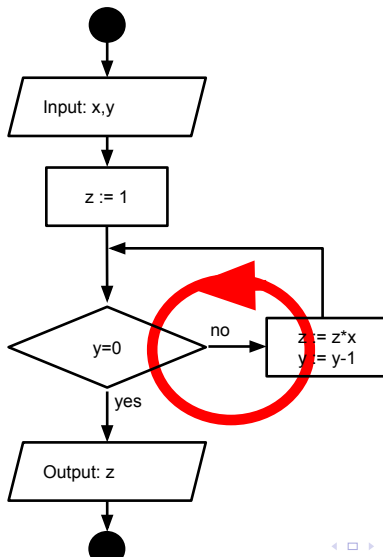 Input: x,y
z := 1
y=0
no
z := z*x
y := y-1
yes
Output: z